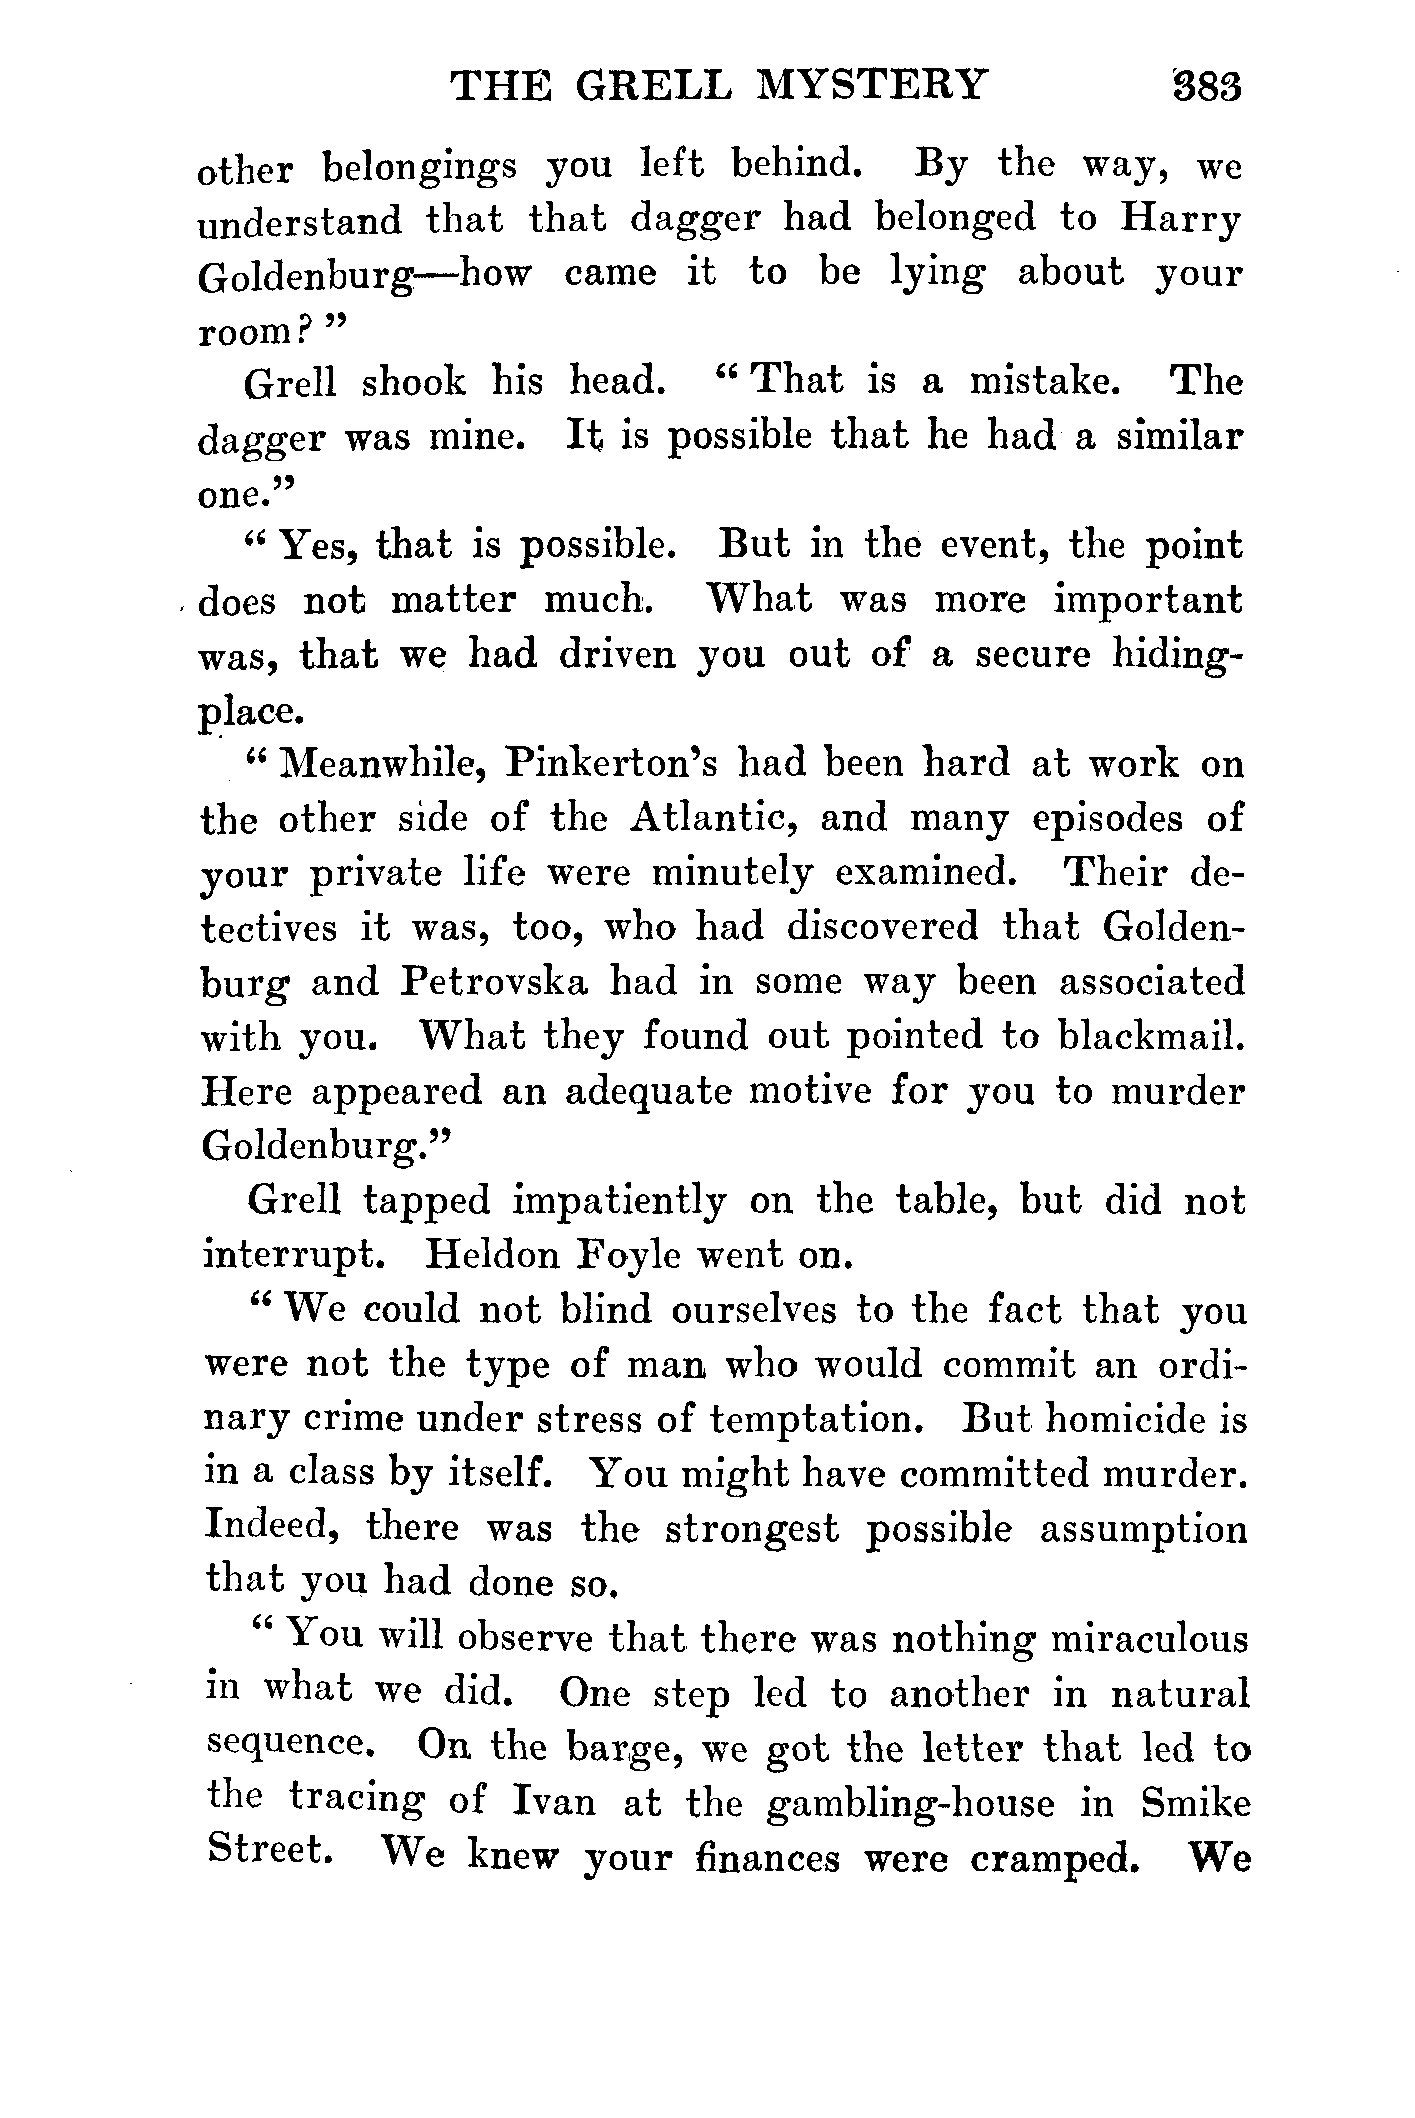 THE GRELL MYSTERY 383
other belongings you left behind. By the way, we
understand that that dagger had belonged to Harry
Goldenburg—how came it to be lying about your
room?"
Grell shook his head. "That is a mistake. The
dagger was mine. It is possible that he had a similar
one."
"Yes, that is possible. But in the event, the point
does not matter much. What was more important
was, that we had driven you out of a secure hiding-
place.
"Meanwhile, Pinkerton's had been hard at work on
the other side of the Atlantic, and many episodes of
your private life were minutely examined. Their de-
tectives it was, too, who had discovered that Golden-
burg and Petrovska had in some way been associated
with you. What they found out pointed to blackmail.
Here appeared an adequate motive for you to murder
Goldenburg."
Grell tapped impatiently on the table, but did not
interrupt. Heldon Foyle went on.
"We could not blind ourselves to the fact that you
were not the type of man who would commit an ordi-
nary crime under stress of temptation. But homicide is
in a class by itself. You might have committed murder.
Indeed, there was the strongest possible assumption
that you had done so.
"You will observe that there was nothing miraculous
in what we did. One step led to another in natural
sequence. On the barge, we got the letter that led to
the tracing of Ivan at the gambling-house in Smike
Street. We knew your finances were cramped. We